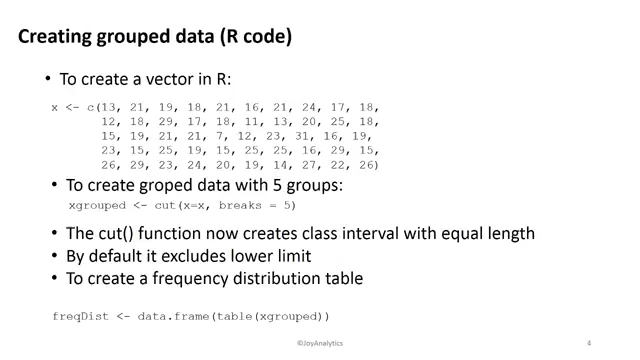 Creating grouped data (R code)
• To create a vector in R:
x <- c(13, 21, 19, 18, 21, 16, 21, 24, 17, 18,
12, 18, 29, 17, 18, 11, 13, 20, 25, 18,
15, 19, 21, 21, 7, 12, 23, 31, 16, 19,
23, 15, 25, 19, 15, 25, 25, 16, 29, 15,
26, 29, 23, 24, 20, 19, 14, 27, 22, 26)
• To create groped data with 5 groups:
xgrouped <- cut(x=x, breaks = 5)
• The cut() function now creates class interval with equal length
• By default it excludes lower limit
• To create a frequency distribution table
freqDist <- data.frame(table(xgrouped))
©JoyAnalytics
4